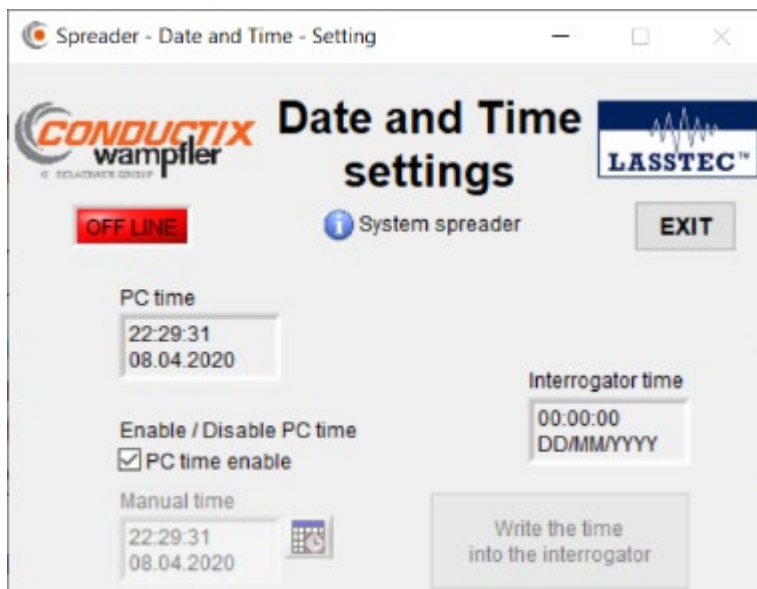 Spreader - Date and Time - Setting
CONDUCTIX
wampfler
Date and Time
settings
LASSTEC™
OFF LINE
System spreader
EXIT
PC time
22:29:31
08.04.2020
Interrogator time
00:00:00
DD/MM/YYYY
Enable / Disable PC time
PC time enable
Manual time
22:29:31
08.04.2020
Write the time
into the interrogator